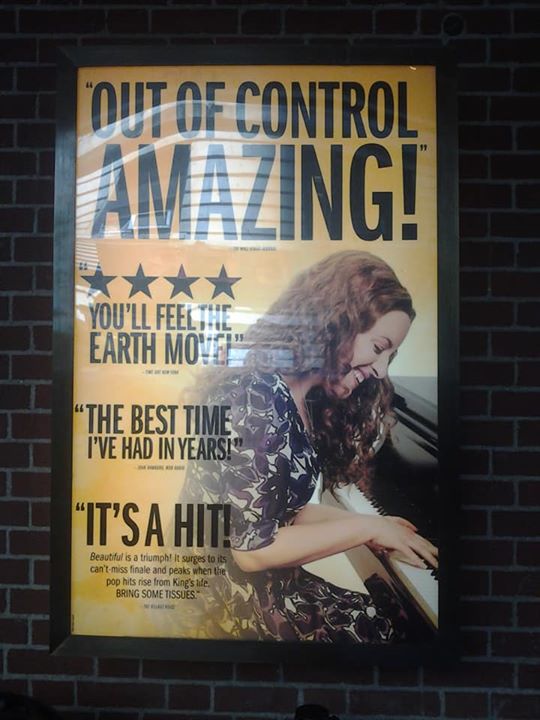 "OUT OF CONTROL
AMAZING!"
"★★★★
YOU'LL FEEL THE
EARTH MOVE!"
"THE BEST TIME
I'VE HAD IN YEARS!"
"IT'S A HIT!
Beautiful is a triumph! It surges to its
can't-miss finale and peaks when the
pop hits rise from King's life.
BRING SOME TISSUES."